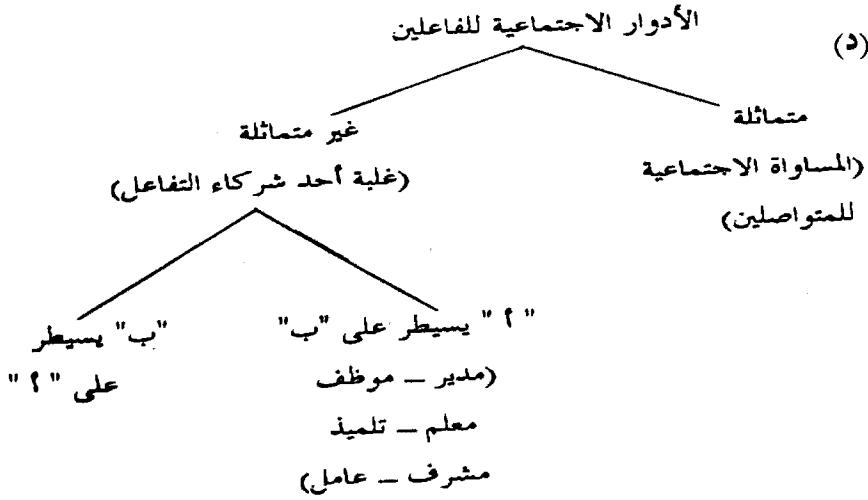 (د)
الأدوار الاجتماعية للفاعلين
متماثلة
(المساواة الاجتماعية
للمتواصلين)
غير متماثلة
(غلبة أحد شركاء التفاعل)
"أ" يسيطر على "ب"
(مدير – موظف
معلم – تلميذ
مشرف – عامل)
"ب" يسيطر
على "أ"